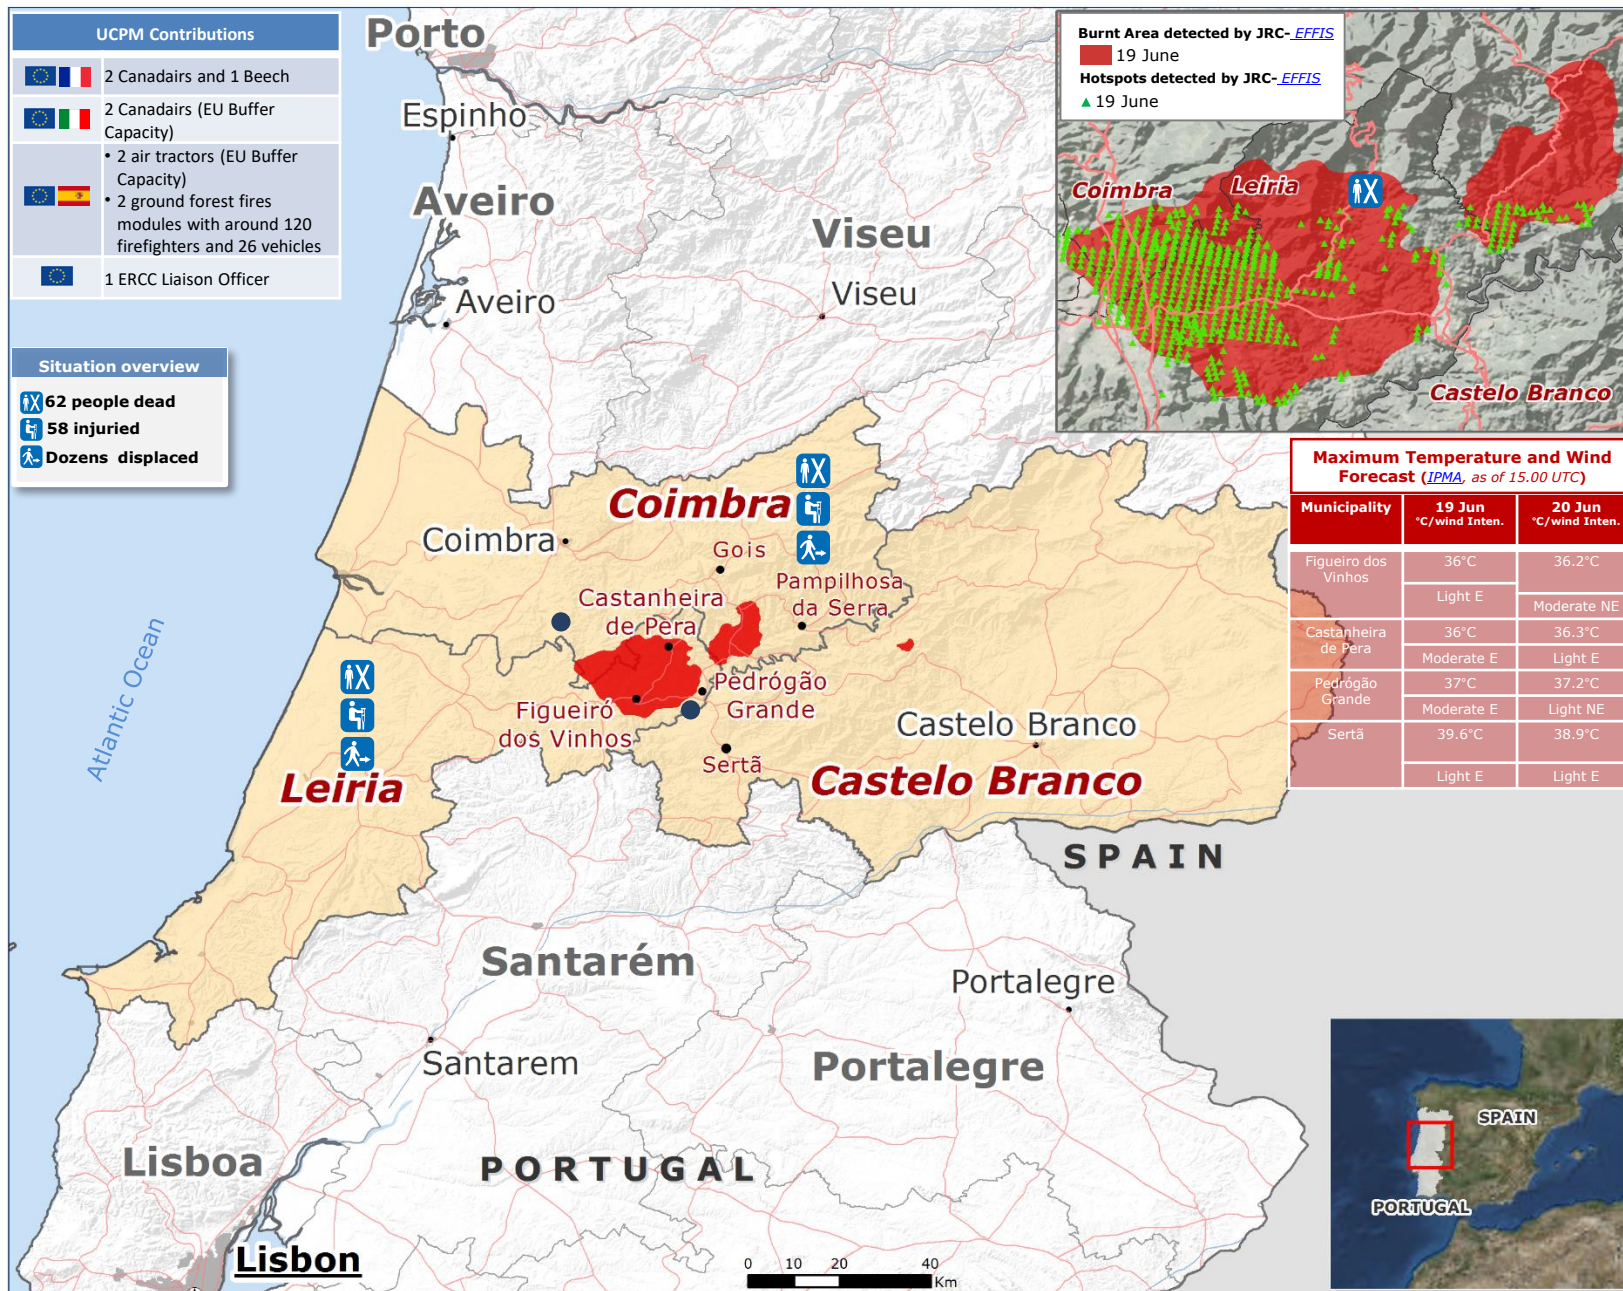 UCPM Contributions
2 Canadairs and 1 Beech
2 Canadairs (EU Buffer
Capacity)
• 2 air tractors (EU Buffer
Capacity)
• 2 ground forest fires
modules with around 120
firefighters and 26 vehicles
1 ERCC Liaison Officer
Situation overview
62 people dead
58 injuried
Dozens displaced
Porto
Espinho
Aveiro
Aveiro
Viseu
Viseu
Coimbra
Coimbra
Gois
Castanheira
de Pera
Pampilhosa
da Serra
Pedrógão
Grande
Figueiró
dos Vinhos
Sertã
Leiria
Castelo Branco
Castelo Branco
Atlantic Ocean
SPAIN
Santarém
Santarem
Portalegre
Portalegre
Lisboa
PORTUGAL
Lisbon
0 10 20 40
Km
Burnt Area detected by JRC- EFFIS
19 June
Hotspots detected by JRC- EFFIS
19 June
Coimbra
Leiria
Castelo Branco
Maximum Temperature and Wind
Forecast (IPMA, as of 15.00 UTC)
Municipality 19 Jun 20 Jun
°C/wind Inten. °C/wind Inten.
Figueiro dos
Vinhos
36°C 36.2°C
Light E Moderate NE
Castanheira
de Pera
36°C 36.3°C
Moderate E Light E
Pedrógão
Grande
37°C 37.2°C
Moderate E Light NE
Sertã 39.6°C 38.9°C
Light E Light E
SPAIN
PORTUGAL